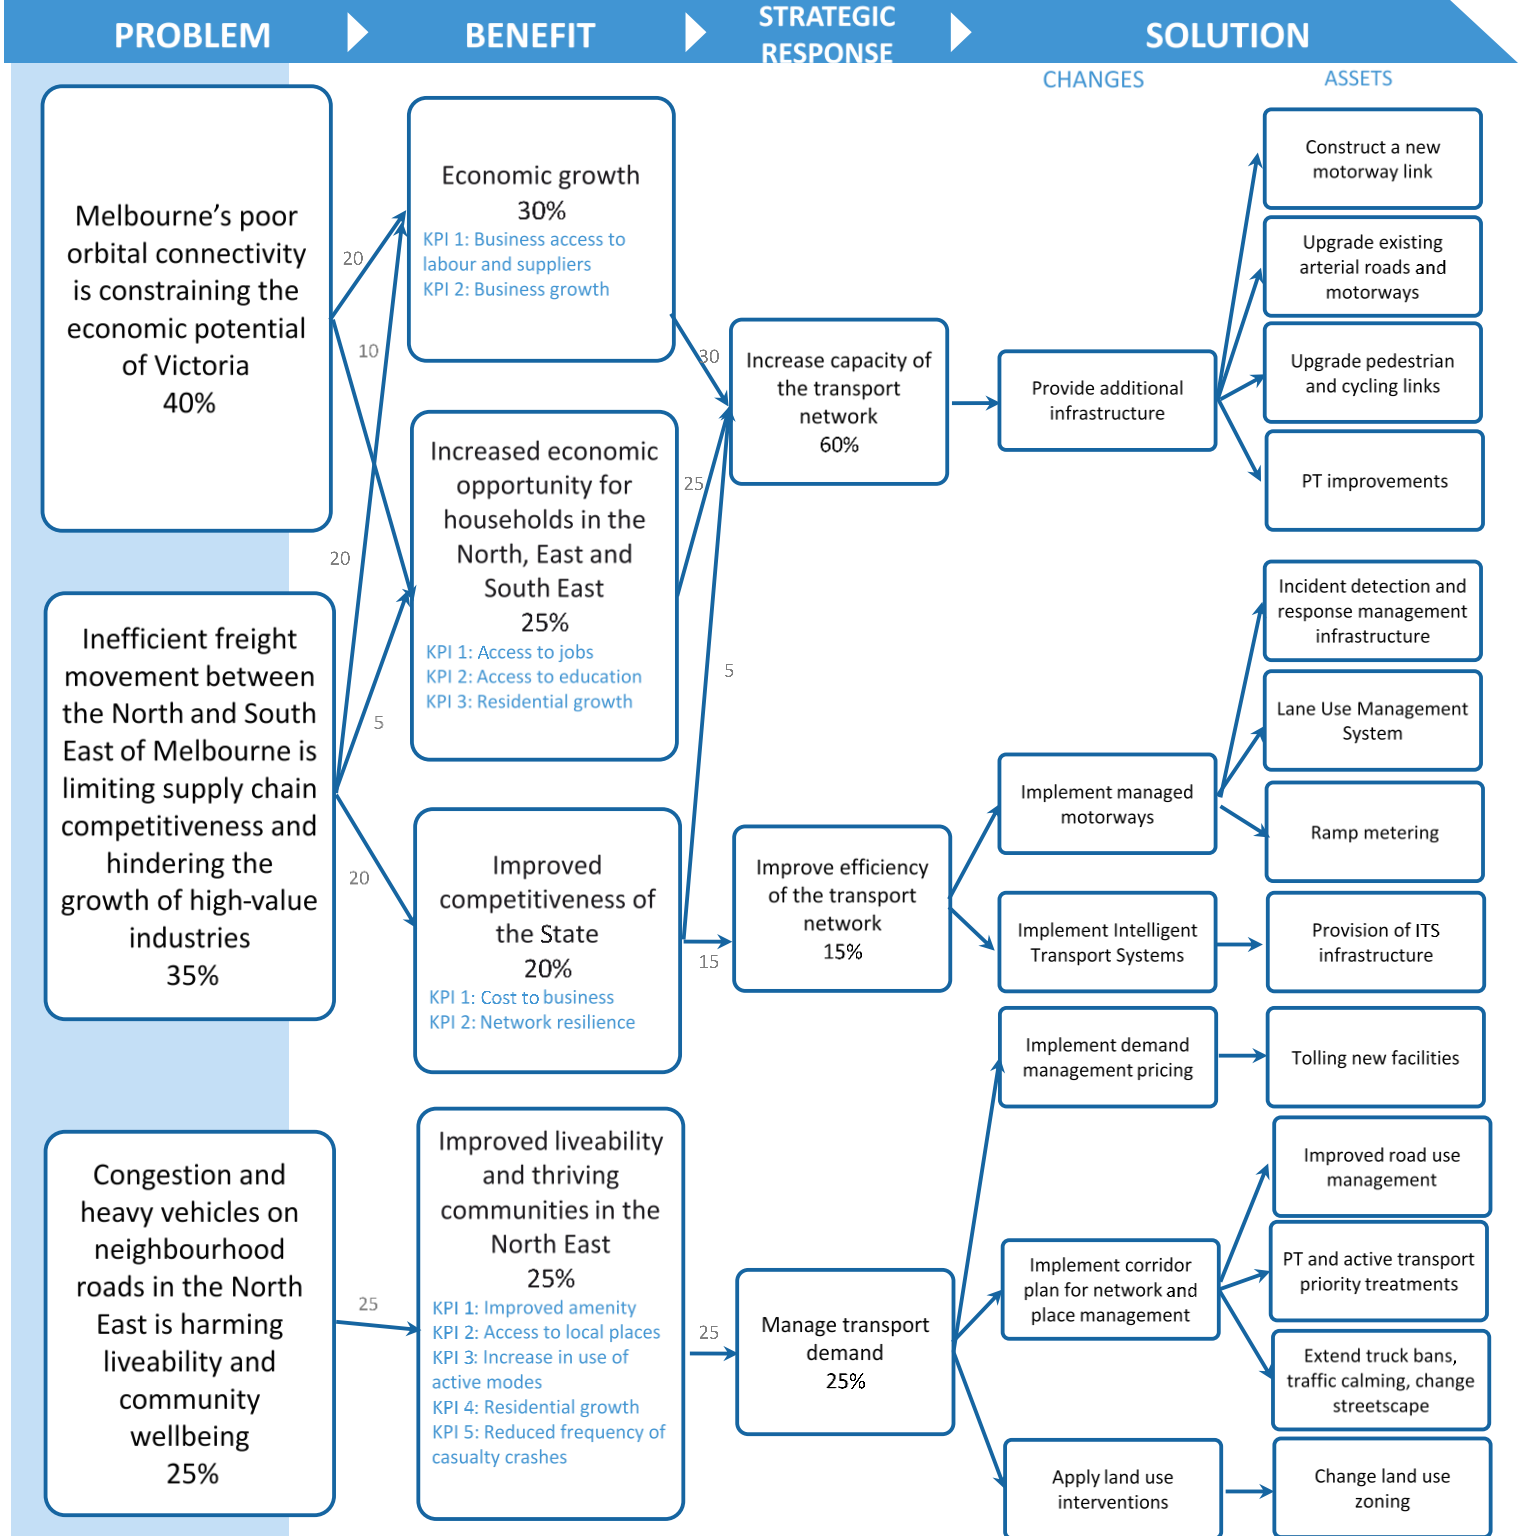 PROBLEM
BENEFIT
STRATEGIC
RESPONSE
SOLUTION
CHANGES
ASSETS
Melbourne’s poor
orbital connectivity
is constraining the
economic potential
of Victoria
40%
Inefficient freight
movement between
the North and South
East of Melbourne is
limiting supply chain
competitiveness and
hindering the
growth of high-value
industries
35%
Congestion and
heavy vehicles on
neighbourhood
roads in the North
East is harming
liveability and
community
wellbeing
25%
20
10
20
5
20
25
Economic growth
30%
KPI 1: Business access to
labour and suppliers
KPI 2: Business growth
Increased economic
opportunity for
households in the
North, East and
South East
25%
KPI 1: Access to jobs
KPI 2: Access to education
KPI 3: Residential growth
Improved
competitiveness of
the State
20%
KPI 1: Cost to business
KPI 2: Network resilience
Improved liveability
and thriving
communities in the
North East
25%
KPI 1: Improved amenity
KPI 2: Access to local places
KPI 3: Increase in use of
active modes
KPI 4: Residential growth
KPI 5: Reduced frequency of
casualty crashes
30
25
5
15
25
Increase capacity of
the transport
network
60%
Improve efficiency
of the transport
network
15%
Manage transport
demand
25%
Provide additional
infrastructure
Implement managed
motorways
Implement Intelligent
Transport Systems
Implement demand
management pricing
Implement corridor
plan for network and
place management
Apply land use
interventions
Construct a new
motorway link
Upgrade existing
arterial roads and
motorways
Upgrade pedestrian
and cycling links
PT improvements
Incident detection and
response management
infrastructure
Lane Use Management
System
Ramp metering
Provision of ITS
infrastructure
Tolling new facilities
Improved road use
management
PT and active transport
priority treatments
Extend truck bans,
traffic calming, change
streetscape
Change land use
zoning